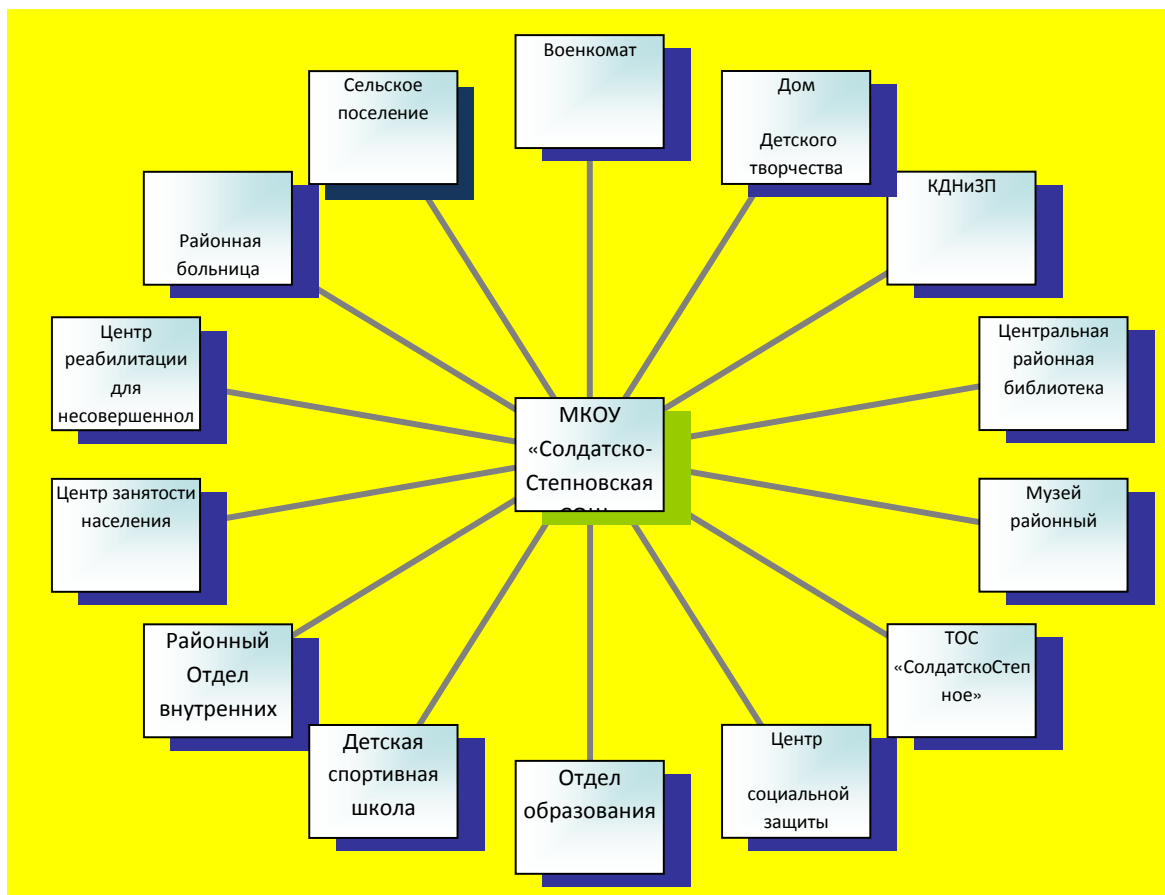 Военкомат
Сельское
поселение
Дом
Детского
творчества
КДНиЗП
Районная
больница
Центр
реабилитации
для
несовершеннол
Центральная
районная
библиотека
МКОУ
«Солдатско-
Степновская
Центр занятости
населения
Музей
районный
Районный
Отдел
внутренних
ТОС
«СолдатскоСтеп
ное»
Детская
спортивная
школа
Отдел
образования
Центр
социальной
защиты